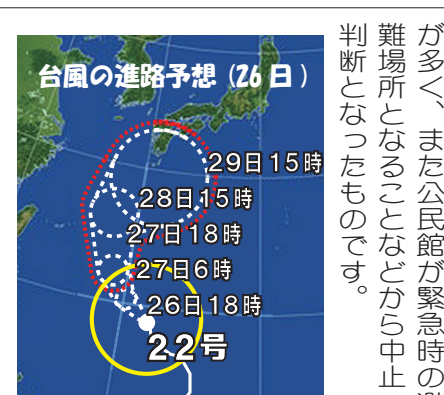 が多く、また公民館が緊急時の避
難場所となることなどから中止
判断となったものです。
台風の進路予想（26日）
29日15時
28日15時
27日18時
27日6時
26日18時
22号